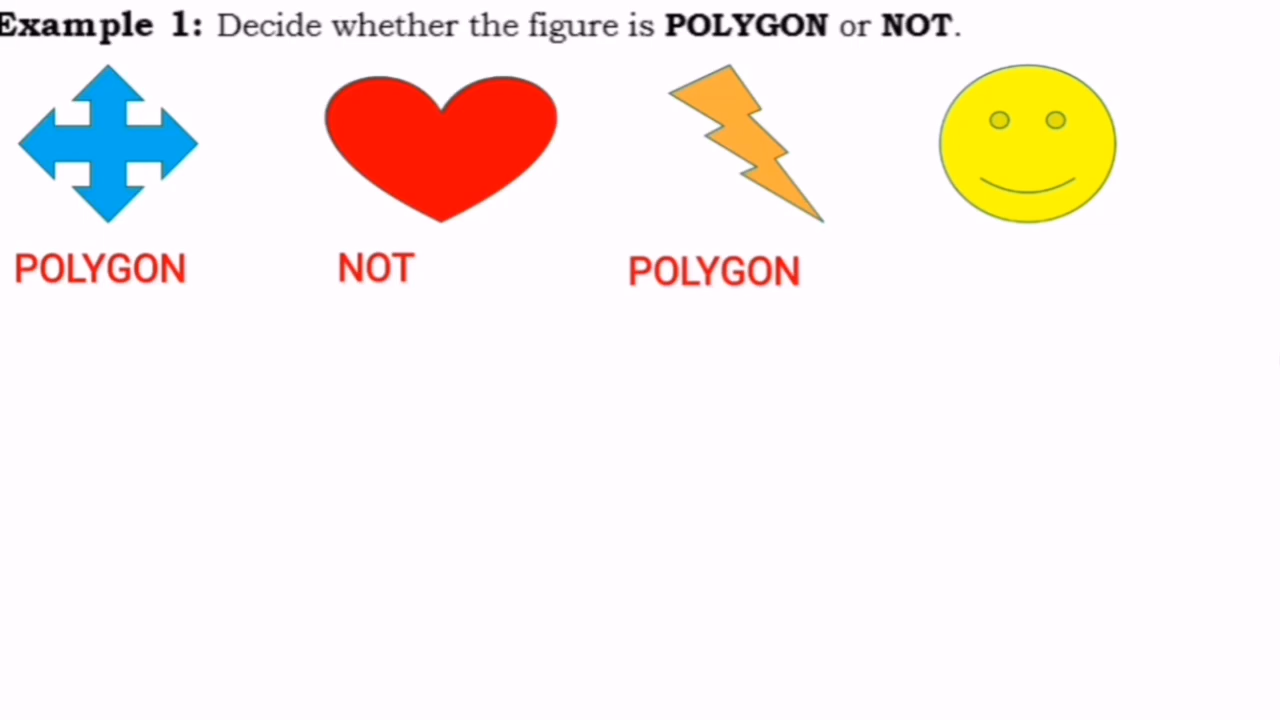 Example 1: Decide whether the figure is POLYGON or NOT.
POLYGON NOT POLYGON